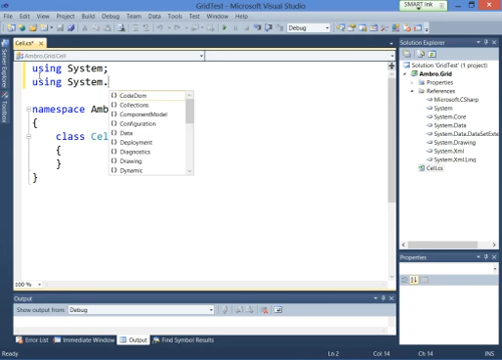 GridTest - Microsoft Visual Studio
SMART Ink
File Edit View Project Build Debug Team Data Tools Test Window Help
Debug
Cell.cs*
Ambro.Grid.Cell
using System;
using System.
CodeDom
Collections
ComponentModel
Configuration
Data
Deployment
Diagnostics
Drawing
Dynamic
namespace Amb
{
class Cel
{
}
}
100 %
Server Explorer
Toolbox
Solution Explorer
Solution 'GridTest'
Ambro.Grid
Properties
References
Microsoft.CSharp
System
System.Core
System.Data
System.Data.DataSetExte
System.Drawing
System.Xml
System.Xml.Linq
Cell.cs
Properties
Output
Show output from: Debug
Error List Immediate Window Output Find Symbol Results
Ready Ln 2 Col 14 Ch 14 INS